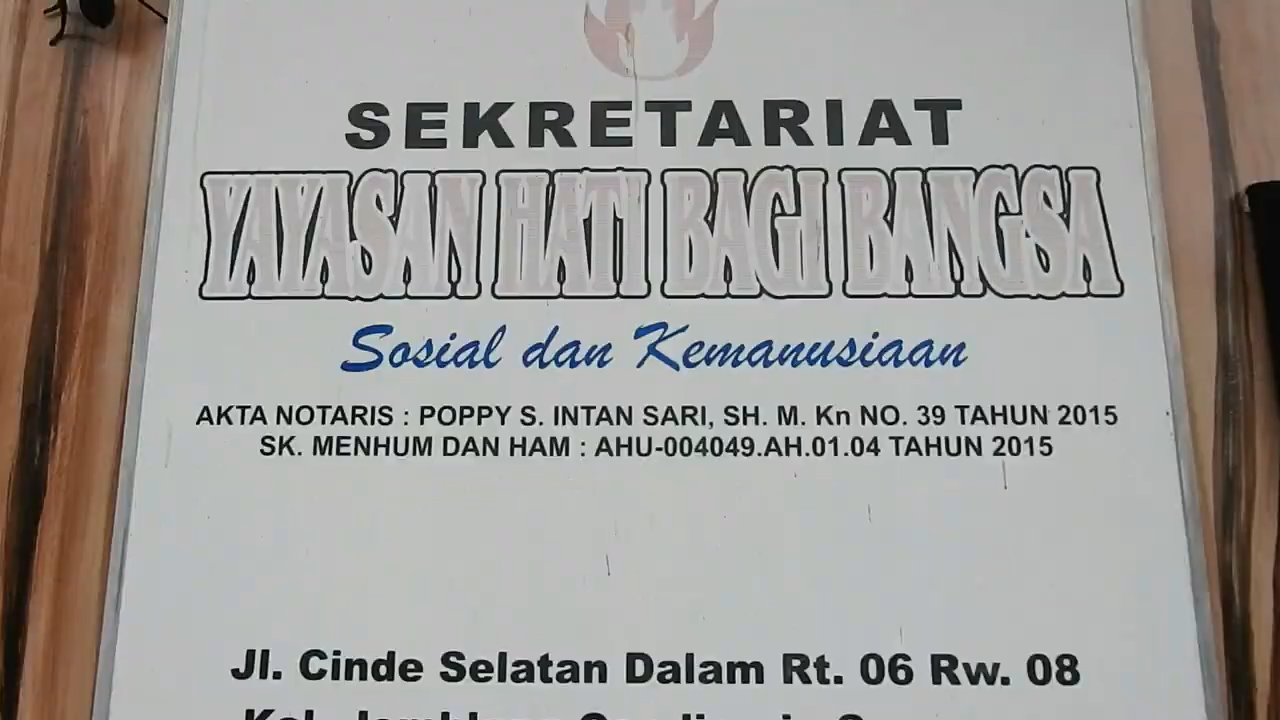 SEKRETARIAT
YAYASAN HATI BAGI BANGSA
Sosial dan Kemanusiaan
AKTA NOTARIS : POPPY S. INTAN SARI, SH. M. Kn NO. 39 TAHUN 2015
SK. MENHUM DAN HAM : AHU-004049.AH.01.04 TAHUN 2015
Jl. Cinde Selatan Dalam Rt. 06 Rw. 08